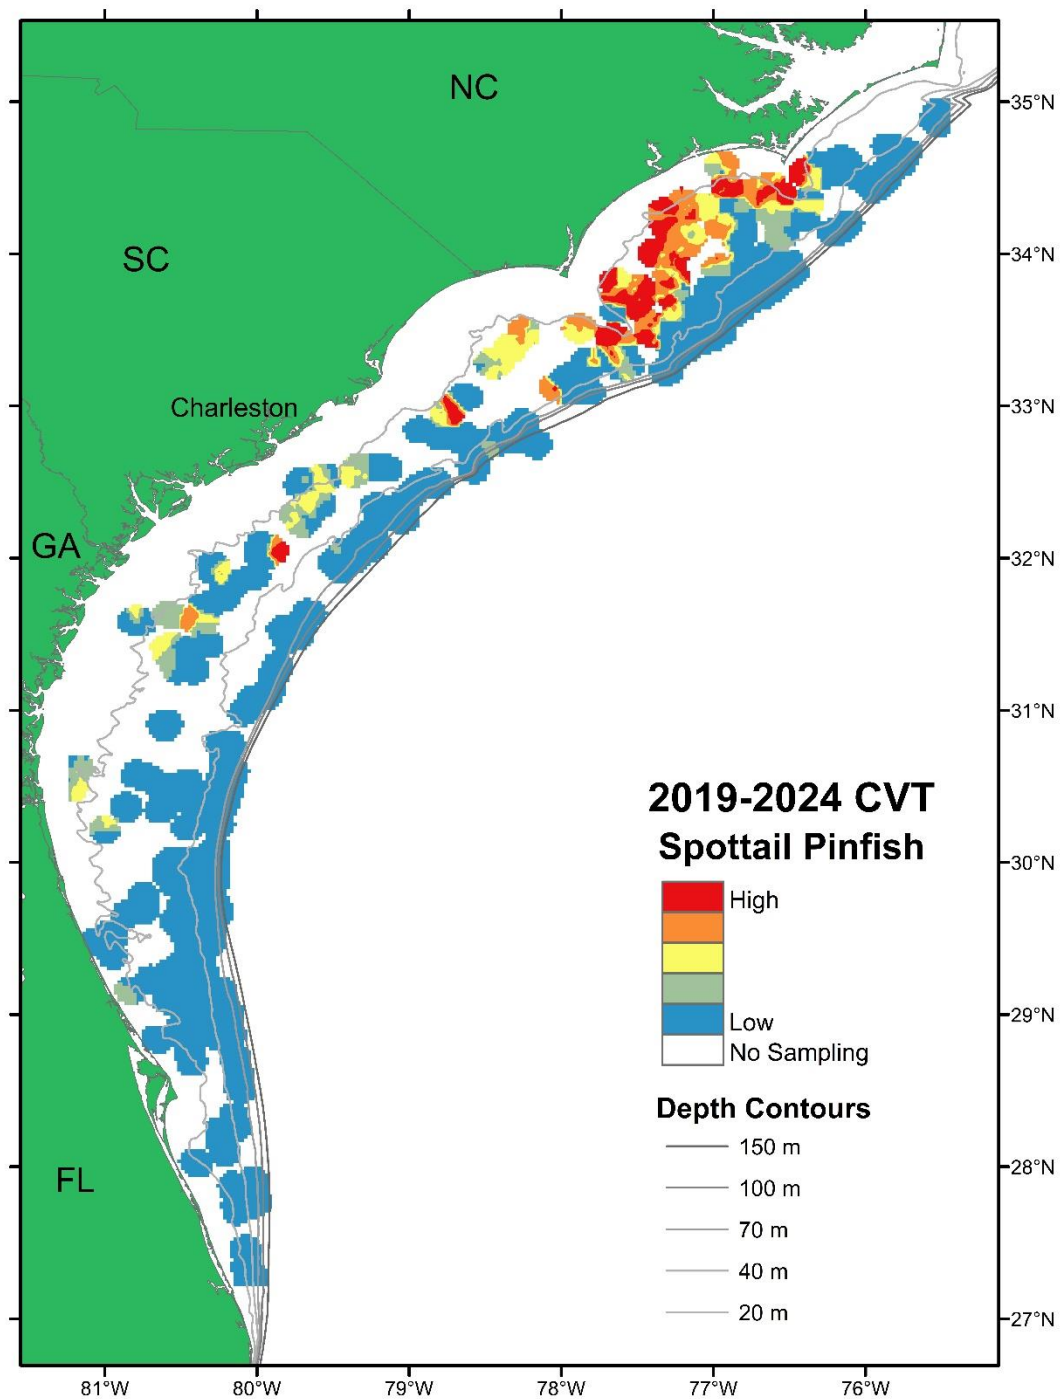 NC
35°N
SC
34°N
Charleston
33°N
GA
32°N
31°N
2019-2024 CVT
Spottail Pinfish
High
Low
No Sampling
30°N
29°N
Depth Contours
150 m
100 m
70 m
40 m
20 m
FL
28°N
27°N
81°W 80°W 79°W 78°W 77°W 76°W